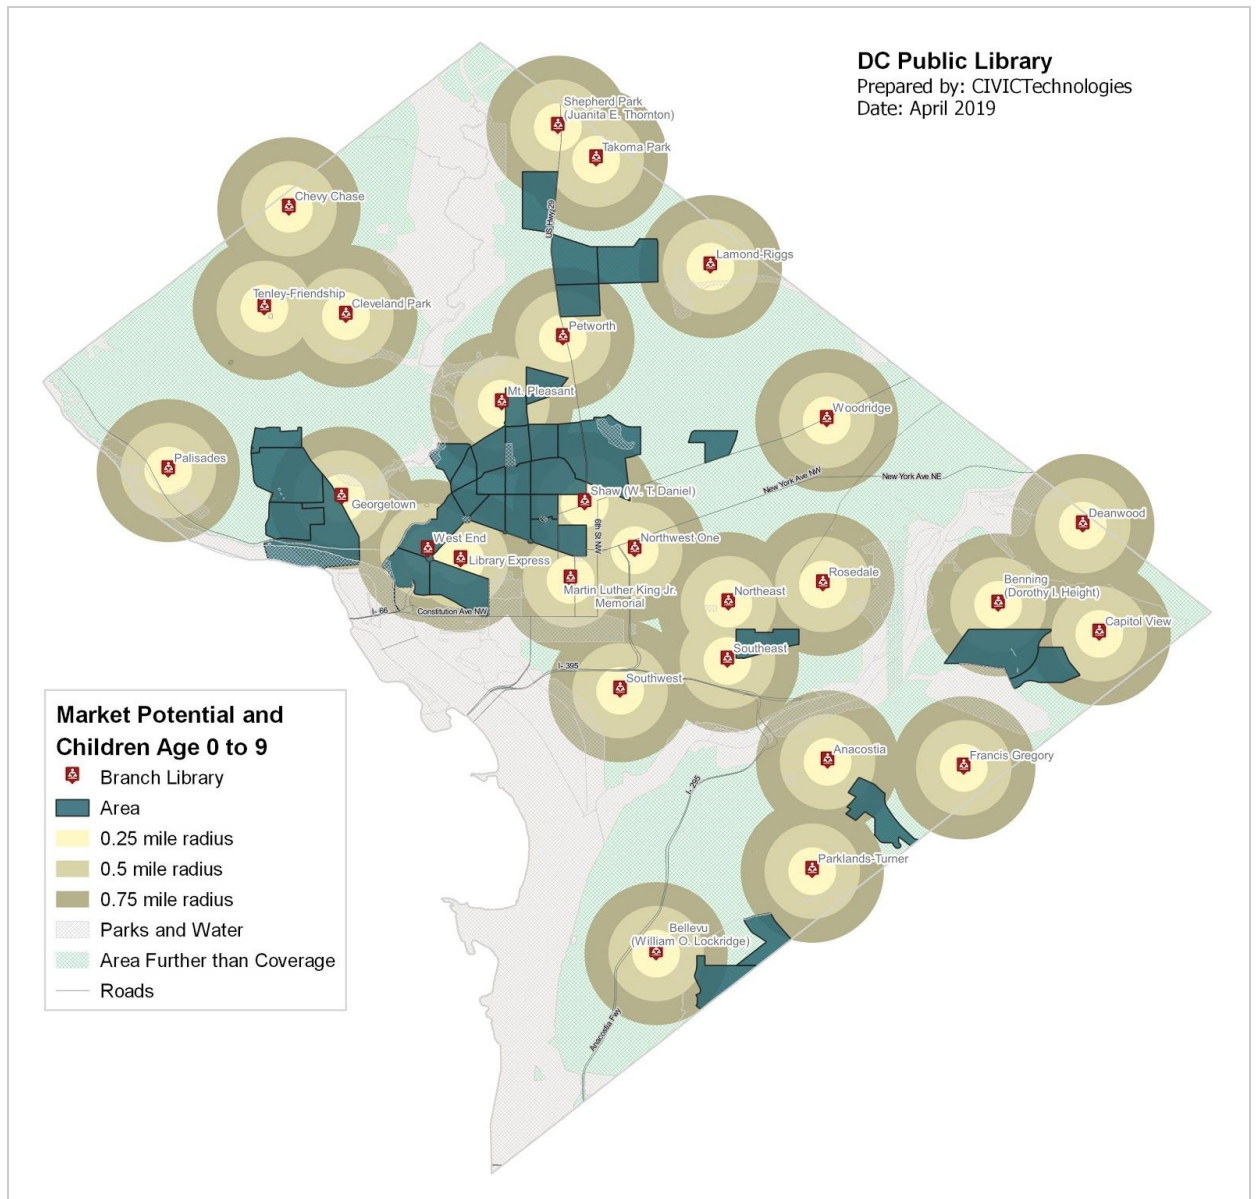 DC Public Library
Prepared by: CIVICTechnologies
Date: April 2019
Shepherd Park
(Juanita E. Thornton)
Takoma Park
Chevy Chase
US Hwy 29
Lamond-Riggs
Tenley-Friendship
Cleveland Park
Petworth
Mt. Pleasant
Woodridge
Palisades
Georgetown
Shaw (W. T. Daniel)
New York Ave NW
New York Ave NE
Deanwood
6th St NW
West End
Library Express
Northwest One
Martin Luther King Jr.
Memorial
Northeast
Rosedale
Benning
(Dorothy I. Height)
Capitol View
I- 66
Constitution Ave NW
Southeast
I- 395
Southwest
Anacostia
Francis Gregory
I- 295
Parklands-Turner
Bellevu
(William O. Lockridge)
Anacostia Fwy
Market Potential and
Children Age 0 to 9
Branch Library
Area
0.25 mile radius
0.5 mile radius
0.75 mile radius
Parks and Water
Area Further than Coverage
Roads